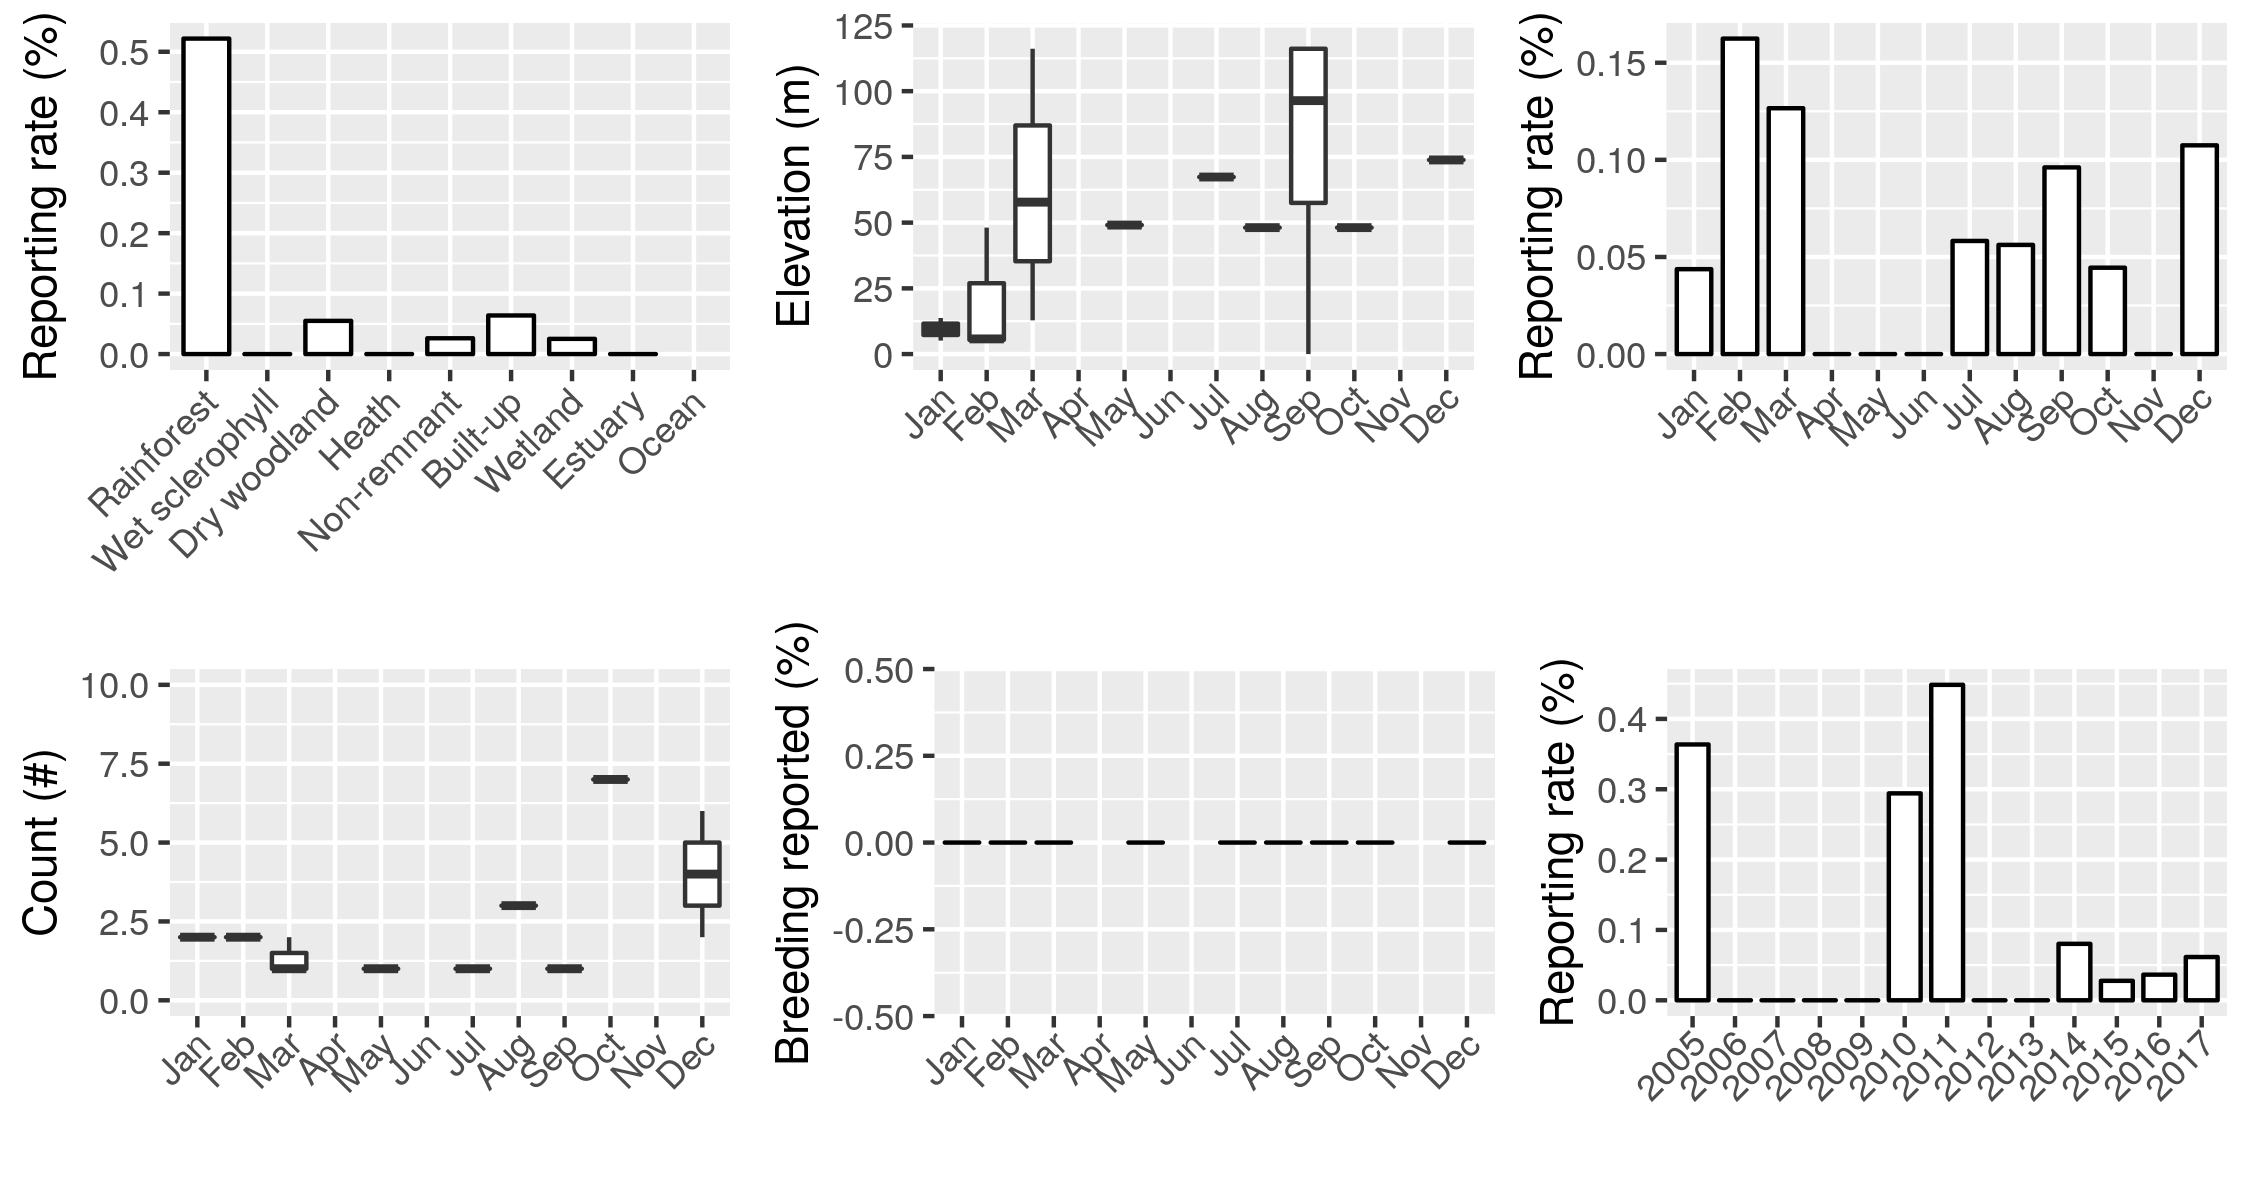 Reporting rate (%)
0.5
0.4
0.3
0.2
0.1
0.0
Rainforest
Wet sclerophyll
Dry woodland
Heath
Non-remnant
Built-up
Wetland
Estuary
Ocean
Elevation (m)
125
100
75
50
25
0
Jan
Feb
Mar
Apr
May
Jun
Jul
Aug
Sep
Oct
Nov
Dec
Reporting rate (%)
0.15
0.10
0.05
0.00
Jan
Feb
Mar
Apr
May
Jun
Jul
Aug
Sep
Oct
Nov
Dec
Count (#)
10.0
7.5
5.0
2.5
0.0
Jan
Feb
Mar
Apr
May
Jun
Jul
Aug
Sep
Oct
Nov
Dec
Breeding reported (%)
0.50
0.25
0.00
-0.25
-0.50
Jan
Feb
Mar
Apr
May
Jun
Jul
Aug
Sep
Oct
Nov
Dec
Reporting rate (%)
0.4
0.3
0.2
0.1
0.0
2005
2006
2007
2008
2009
2010
2011
2012
2013
2014
2015
2016
2017